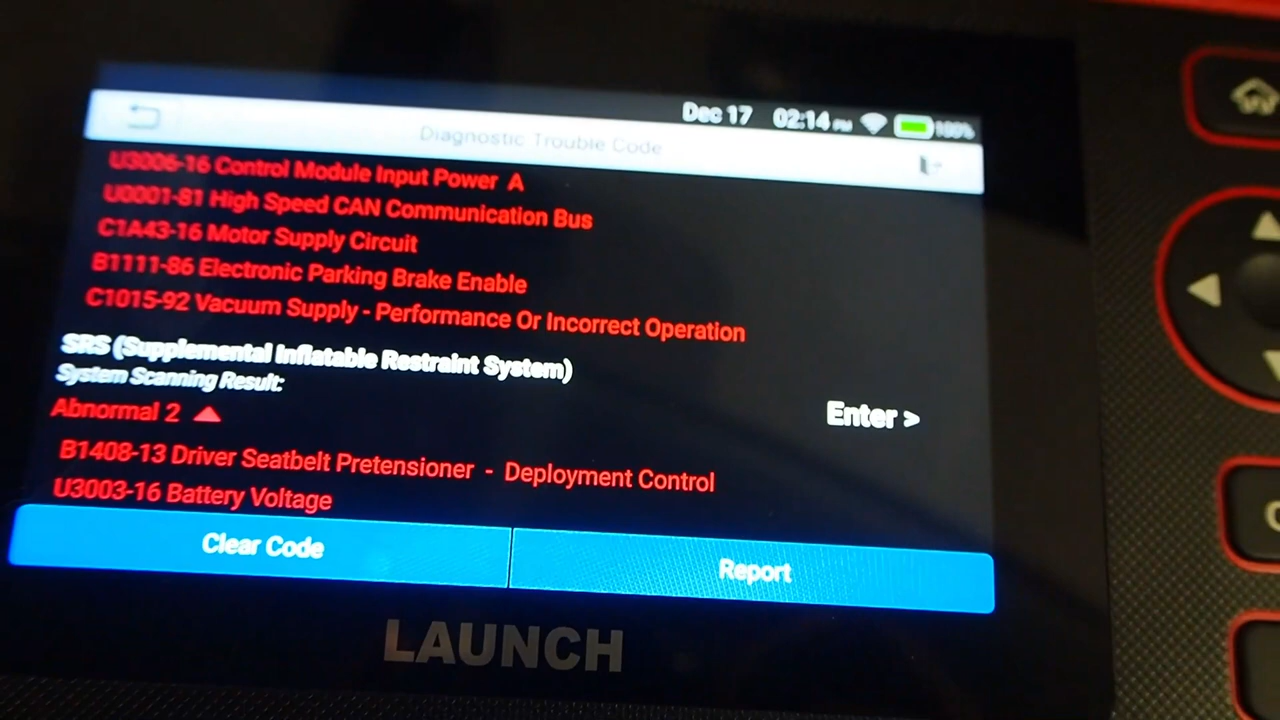 Dec 17 02:14 PM 100%
Diagnostic Trouble Code
U3006-16 Control Module Input Power A
U0001-81 High Speed CAN Communication Bus
C1A43-16 Motor Supply Circuit
B1111-86 Electronic Parking Brake Enable
C1015-92 Vacuum Supply - Performance Or Incorrect Operation
SRS (Supplemental Inflatable Restraint System)
System Scanning Result:
Abnormal 2
Enter >
B1408-13 Driver Seatbelt Pretensioner - Deployment Control
U3003-16 Battery Voltage
Clear Code
Report
LAUNCH